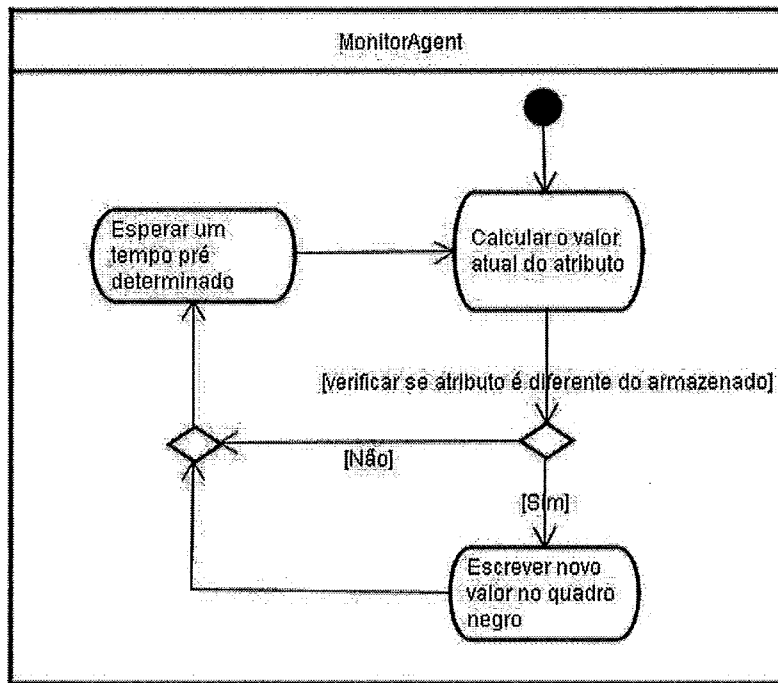 MonitorAgent
Esperar um
tempo pré
determinado
Calcular o valor
atual do atributo
[verificar se atributo é diferente do armazenado]
[Não]
[Sim]
Escrever novo
valor no quadro
negro